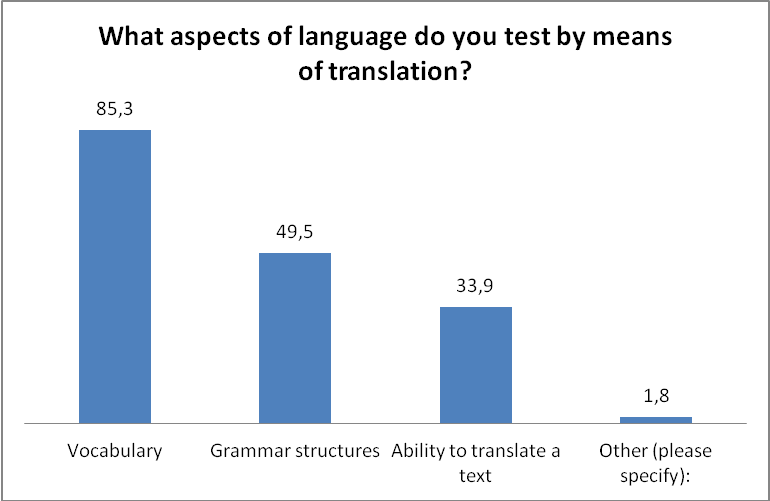 What aspects of language do you test by means
of translation?
85,3
49,5
33,9
1,8
Vocabulary
Grammar structures
Ability to translate a
text
Other (please
specify):